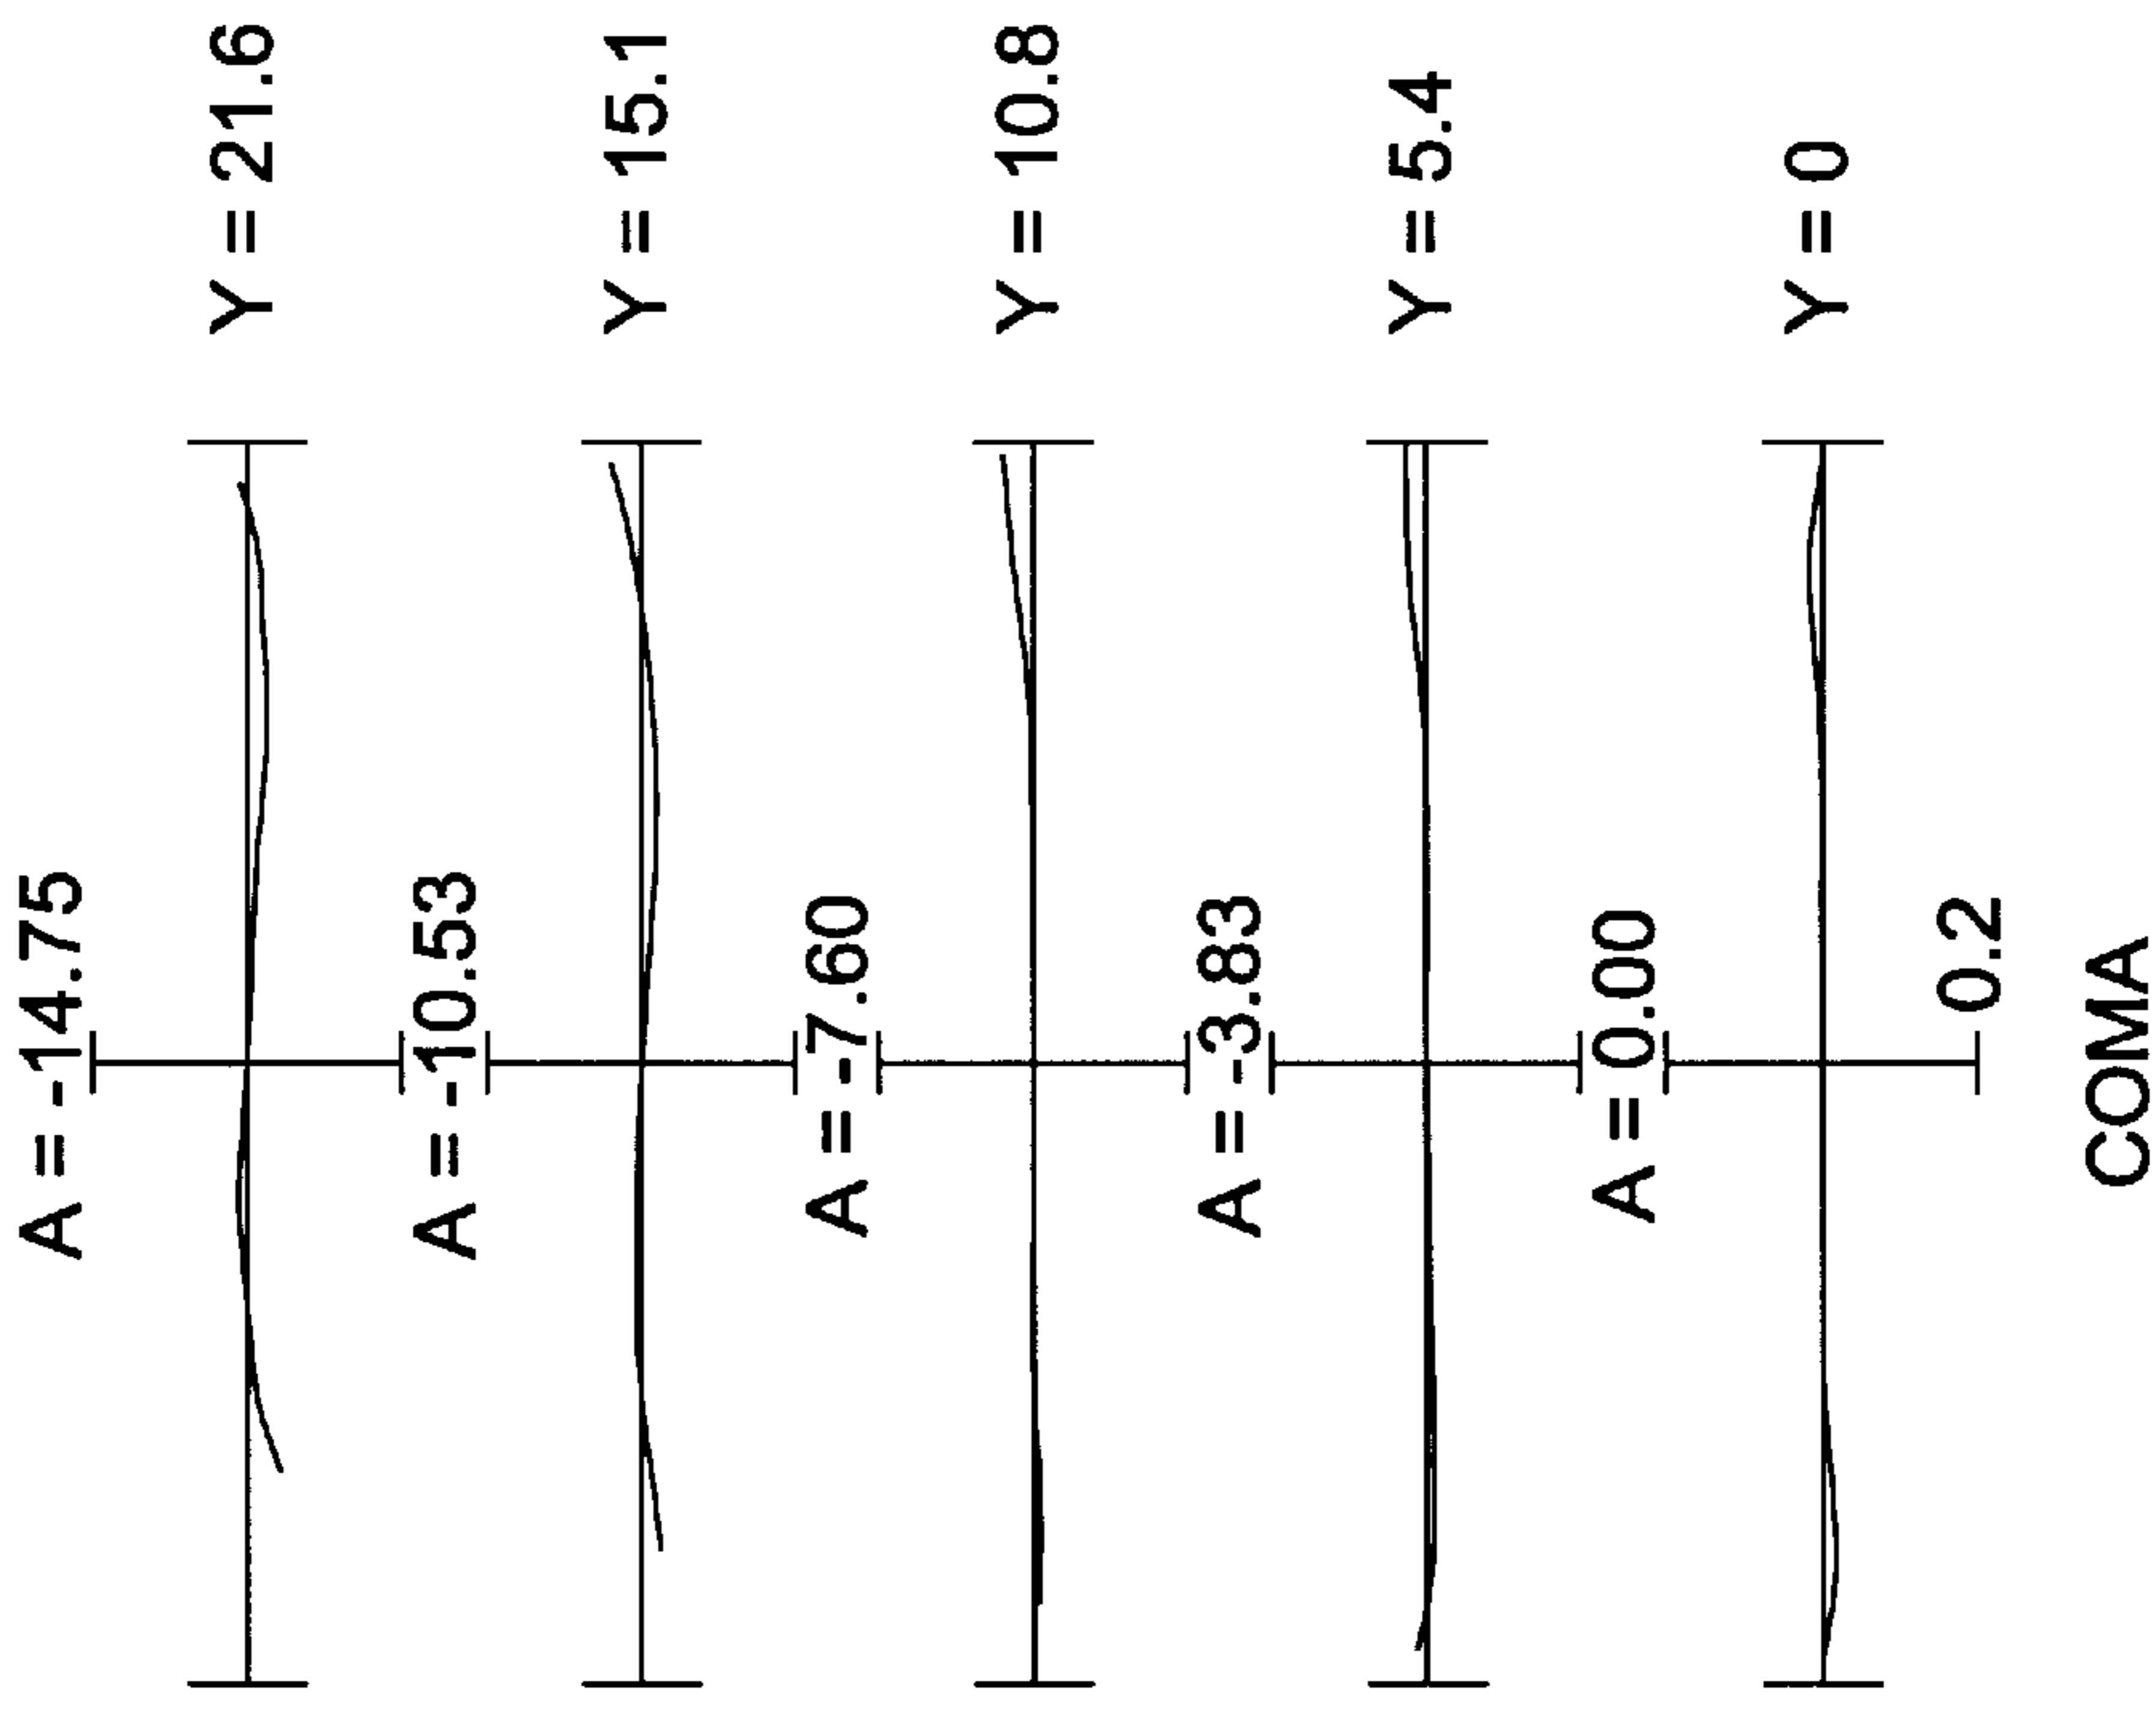 A = -14.75
Y = 21.6
A = -10.53
Y = 15.1
A = -7.60
Y = 10.8
A = -3.83
Y = 5.4
A = 0.00
Y = 0
0.2
COMA